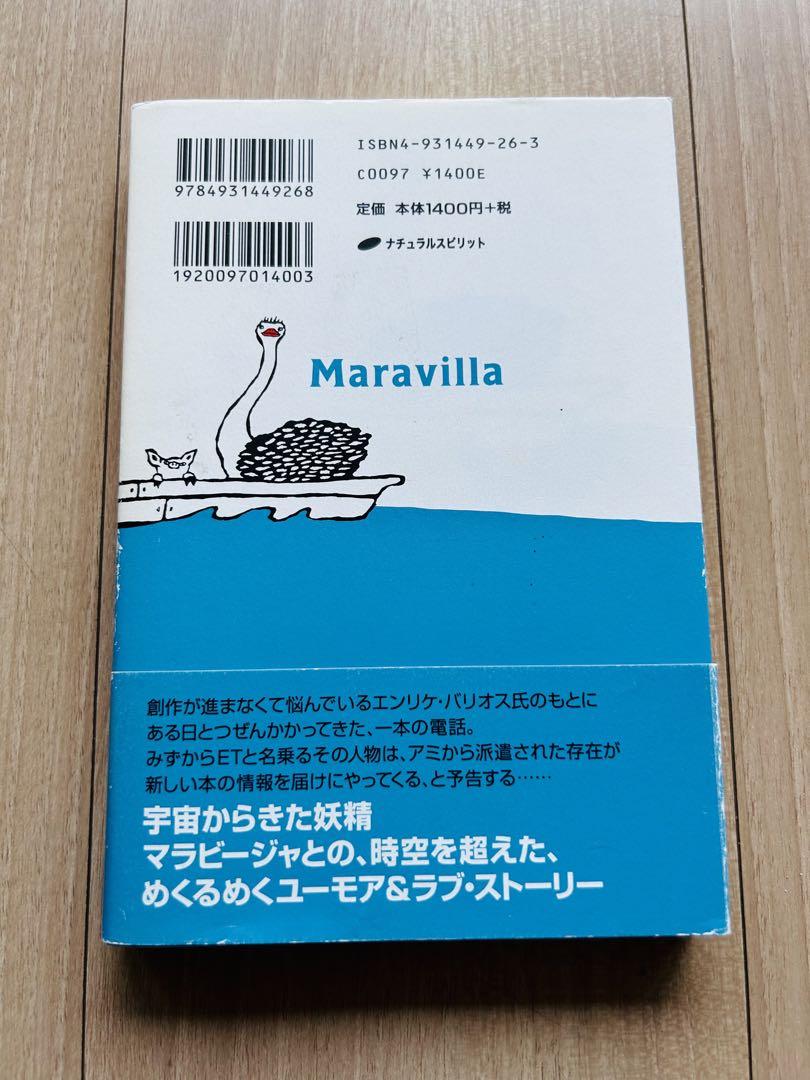 ISBN4-931449-26-3
C0097 ¥1400E
9784931449268
定価 本体1400円+税
ナチュラルスピリット
1920097014003
Maravilla
創作が進まなくて悩んでいるエンリケ・バリオス氏のもとに
ある日とつぜんかかってきた、一本の電話。
みずからETと名乗るその人物は、アミから派遣された存在が
新しい本の情報を届けにやってくる、と予告する……
宇宙からきた妖精
マラビージャとの、時空を超えた、
めくるめくユーモア&ラブ・ストーリー